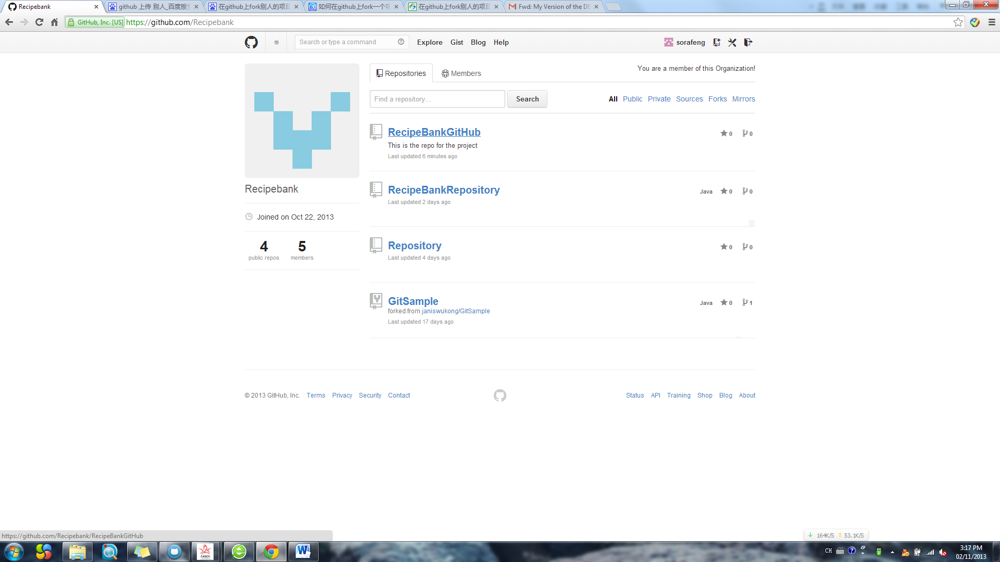 Recipebank
github 上传 别人_百度搜索
在github上fork别人的项目
如何在github上fork一个项
在github上fork别人的项目
Fwd: My Version of the DE
GitHub, Inc. [US] https://github.com/Recipebank
Search or type a command
Explore Gist Blog Help
sorafeng
Repositories
Members
You are a member of this Organization!
Find a repository...
Search
All Public Private Sources Forks Mirrors
RecipeBankGitHub
0 0
This is the repo for the project
Last updated 6 minutes ago
RecipeBankRepository
Java 0 0
Last updated 2 days ago
Repository
0 0
Last updated 4 days ago
GitSample
Java 0 1
forked from janiswukong/GitSample
Last updated 17 days ago
Recipebank
Joined on Oct 22, 2013
4 5
public repos members
© 2013 GitHub, Inc. Terms Privacy Security Contact
Status API Training Shop Blog About
https://github.com/Recipebank/RecipeBankGitHub
164K/S 53.1K/S
CASCC
CH
3:17 PM
02/11/2013